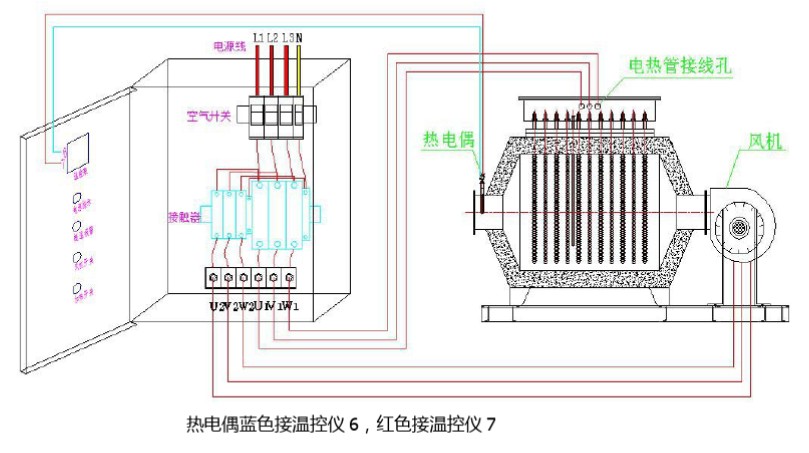 电源线
L1 L2 L3 N
空气开关
接触器
U2 V2 W2 U1 V1 W1
电热管接线孔
热电偶
风机
热电偶蓝色接温控仪 6，红色接温控仪 7